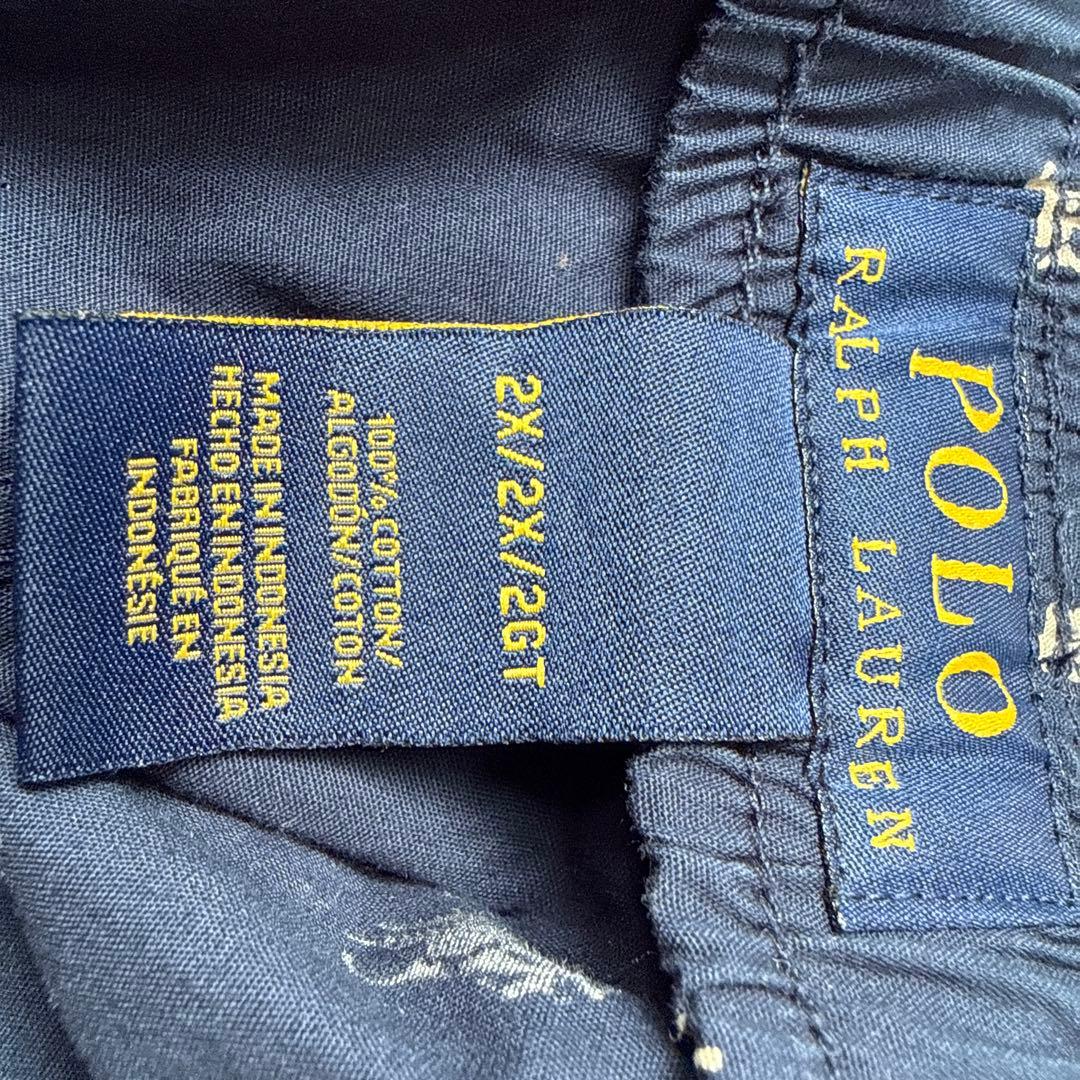 POLO
RALPH LAUREN
2X/2X/2GT
100% COTTON/
ALGODÓN/COTON
MADE IN INDONESIA
HECHO EN INDONESIA
FABRIQUÉ EN
INDONÉSIE